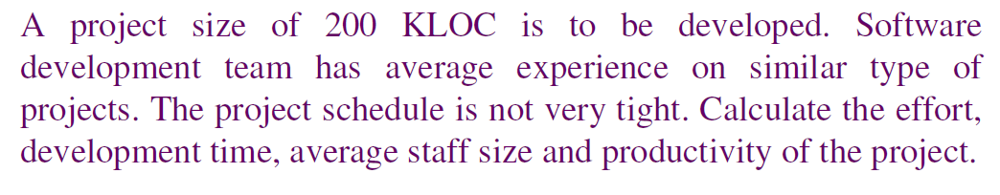 A project size of 200 KLOC is to be developed. Software
development team has average experience on similar type of
projects. The project schedule is not very tight. Calculate the effort,
development time, average staff size and productivity of the project.